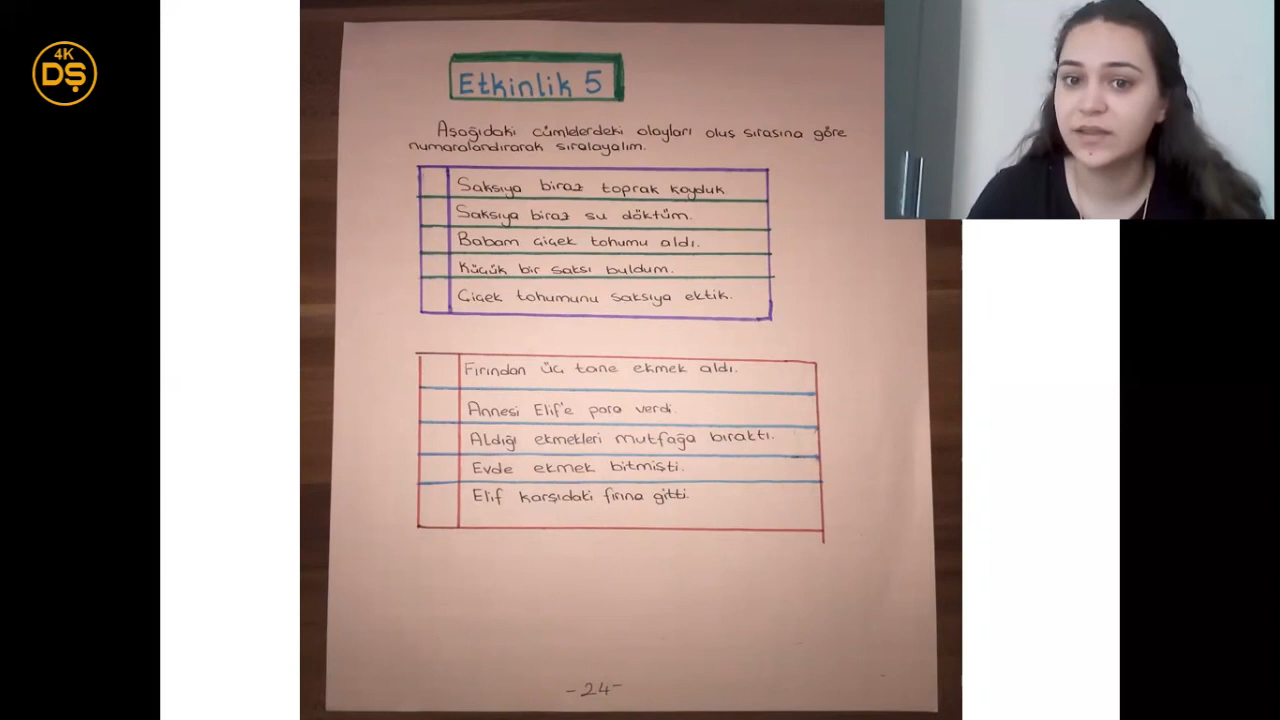 4K
DŞ
Etkinlik 5
Aşağıdaki cümlelerdeki olayları oluş sırasına göre
numaralandırarak sıralayalım.
Saksıya biraz toprak koyduk
Saksıya biraz su döktüm.
Babam çiçek tohumu aldı.
Küçük bir saksı buldum.
Çiçek tohumunu saksıya ektik.
Fırından üç tane ekmek aldı.
Annesi Elif'e para verdi.
Aldığı ekmekleri mutfağa bıraktı.
Evde ekmek bitmişti.
Elif karşıdaki fırına gitti.
-24-